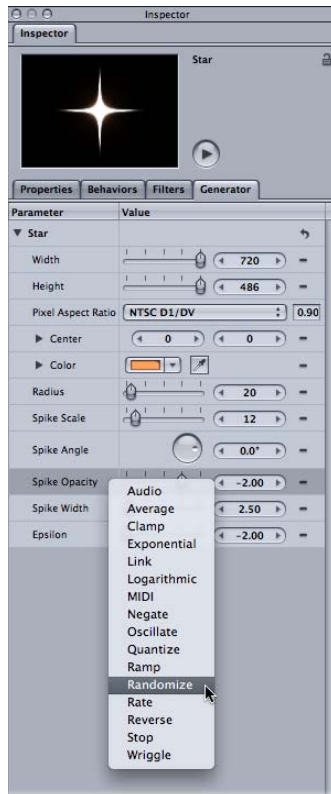 Inspector
Inspector
Star
Properties Behaviors Filters Generator
Parameter Value
Star
Width 720
Height 486
Pixel Aspect Ratio NTSC D1/DV 0.90
Center 0 0
Color
Radius 20
Spike Scale 12
Spike Angle 0.0°
Spike Opacity -2.00
Spike Width 2.50
Epsilon -2.00
Audio
Average
Clamp
Exponential
Link
Logarithmic
MIDI
Negate
Oscillate
Quantize
Ramp
Randomize
Rate
Reverse
Stop
Wriggle